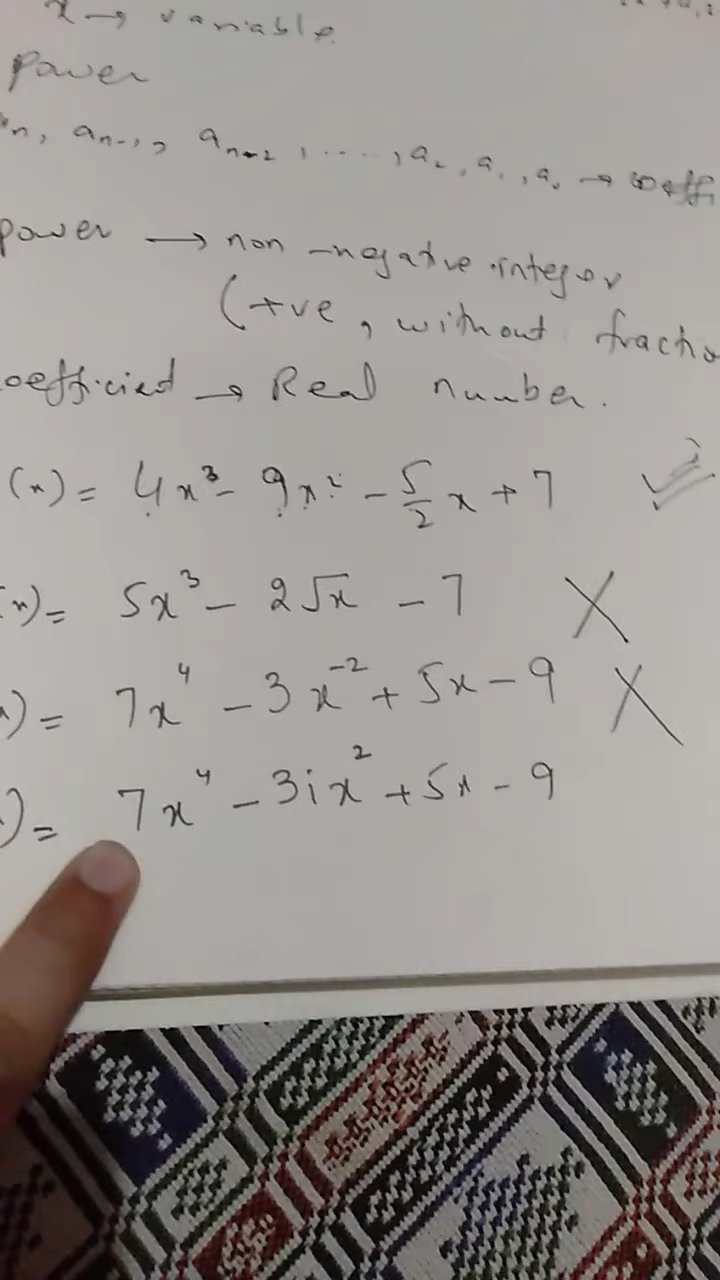 x → variable
Power
aₙ₋₁, aₙ₋₂, ...., a₂, a₁, a₀ → coeffi
power → non-negative integer
(+ve, without fractio
oefficied → Real number.
(x) = 4x³ - 9x² - 5/2 x + 7
x) = 5x³ - 2√x - 7
) = 7x⁴ - 3x⁻² + 5x - 9
) = 7x⁴ - 3ix² + 5x - 9